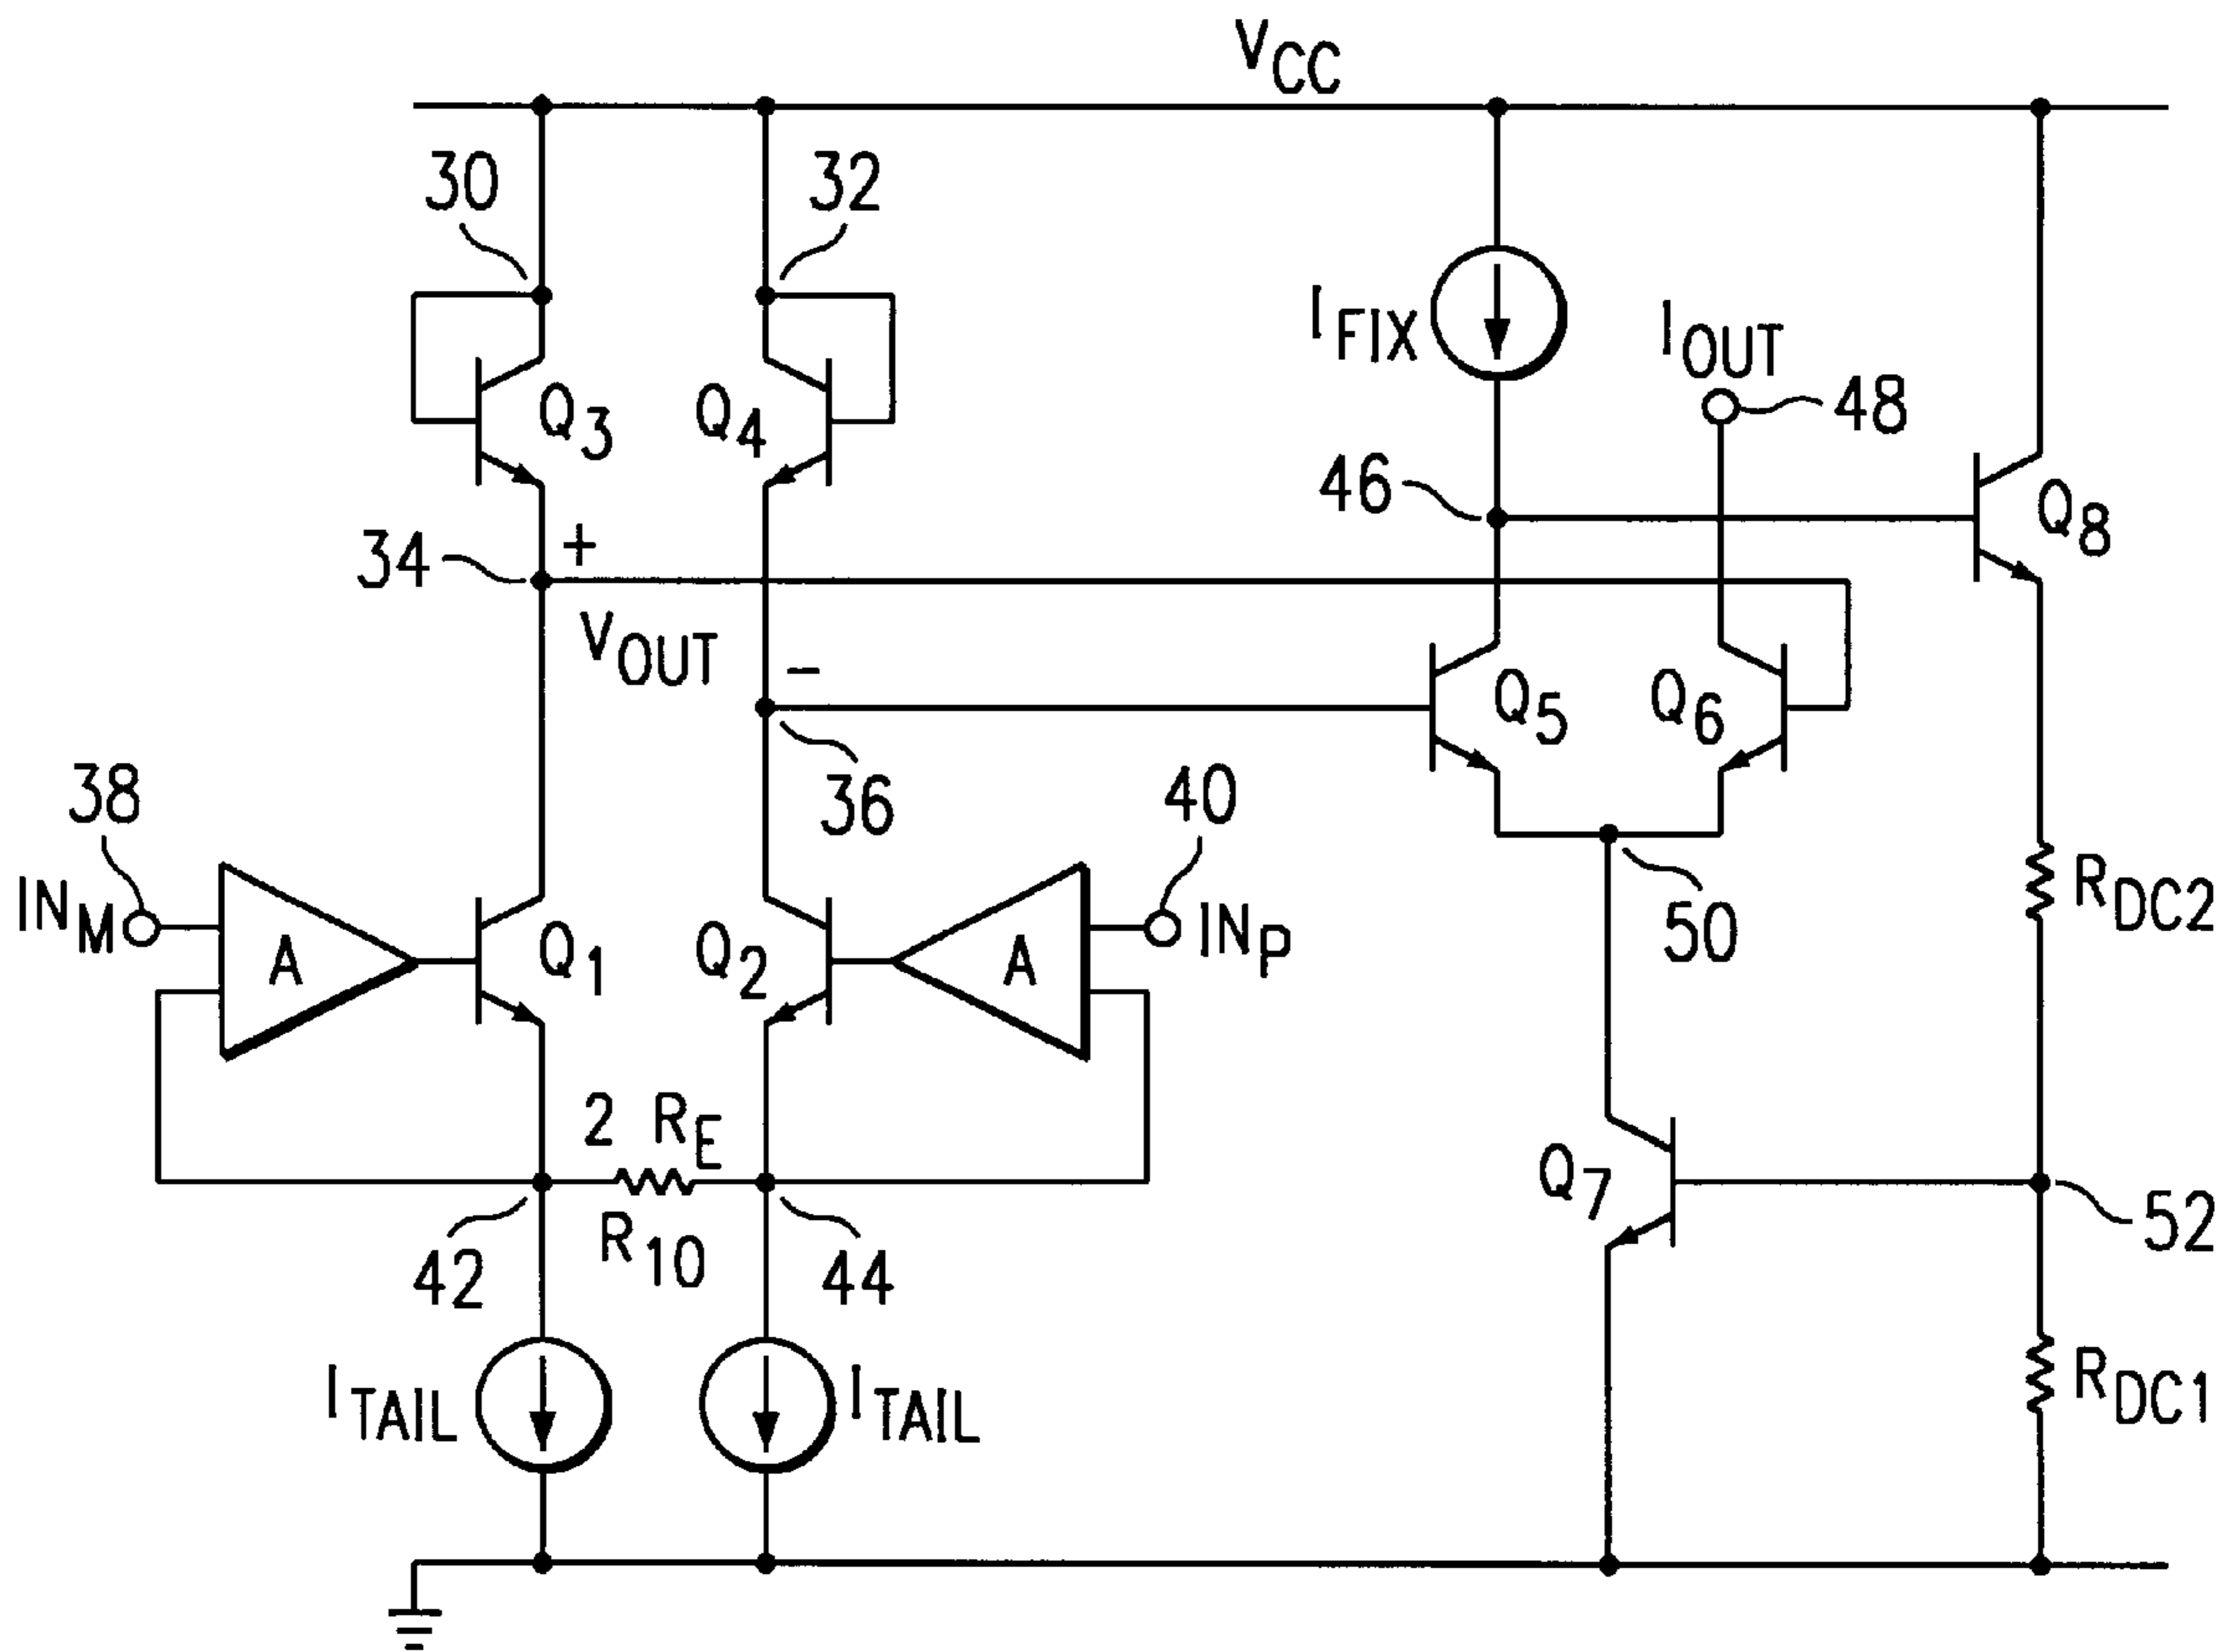 VCC
30
32
IFIX
IOUT
48
Q3
Q4
46
Q8
34
+
VOUT
-
Q5
Q6
38
36
40
INM
A
Q1
Q2
A
INP
50
RDC2
2 RE
Q7
52
42
R10
44
ITAIL
ITAIL
RDC1